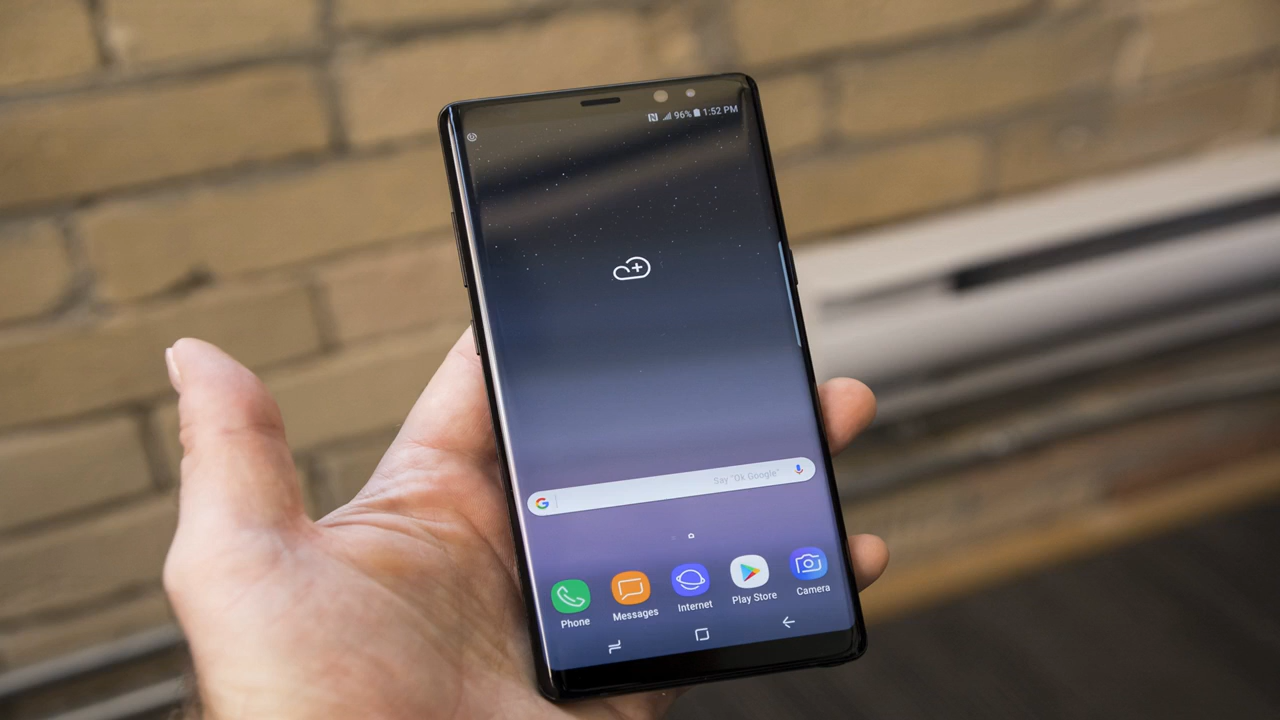 96% 1:52 PM
Say "Ok Google"
Phone
Messages
Internet
Play Store
Camera